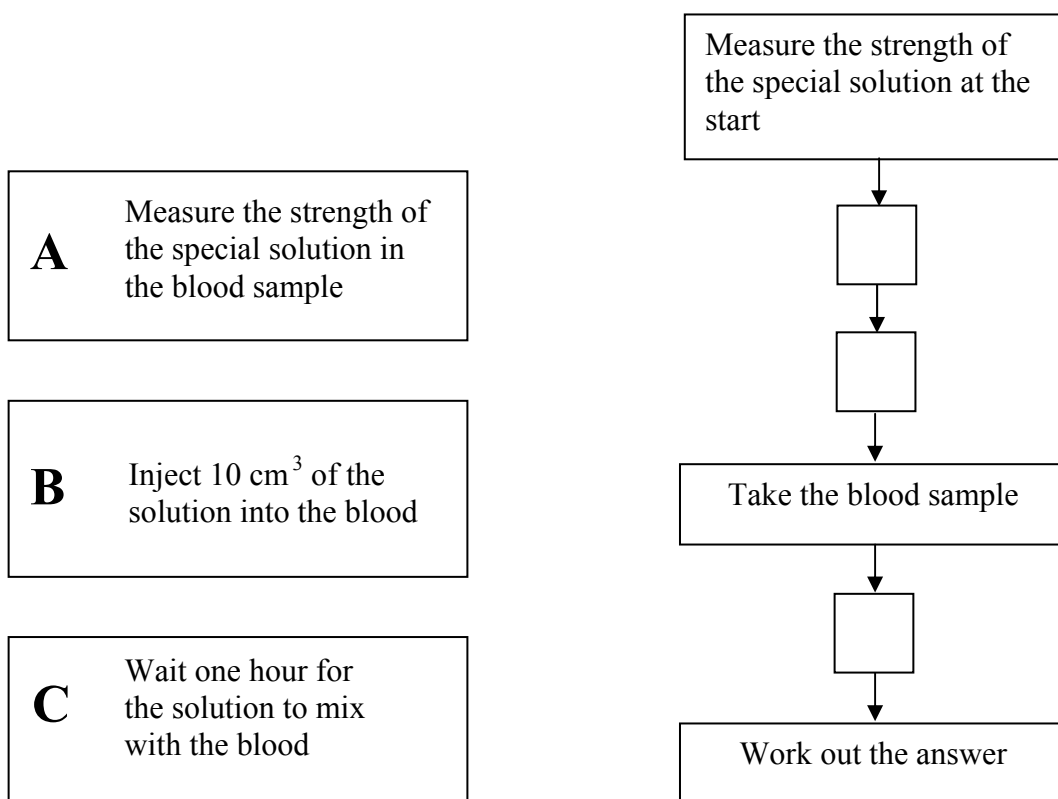 A
Measure the strength of
the special solution in
the blood sample
B
Inject 10 cm³ of the
solution into the blood
C
Wait one hour for
the solution to mix
with the blood
Measure the strength of
the special solution at the
start
Take the blood sample
Work out the answer